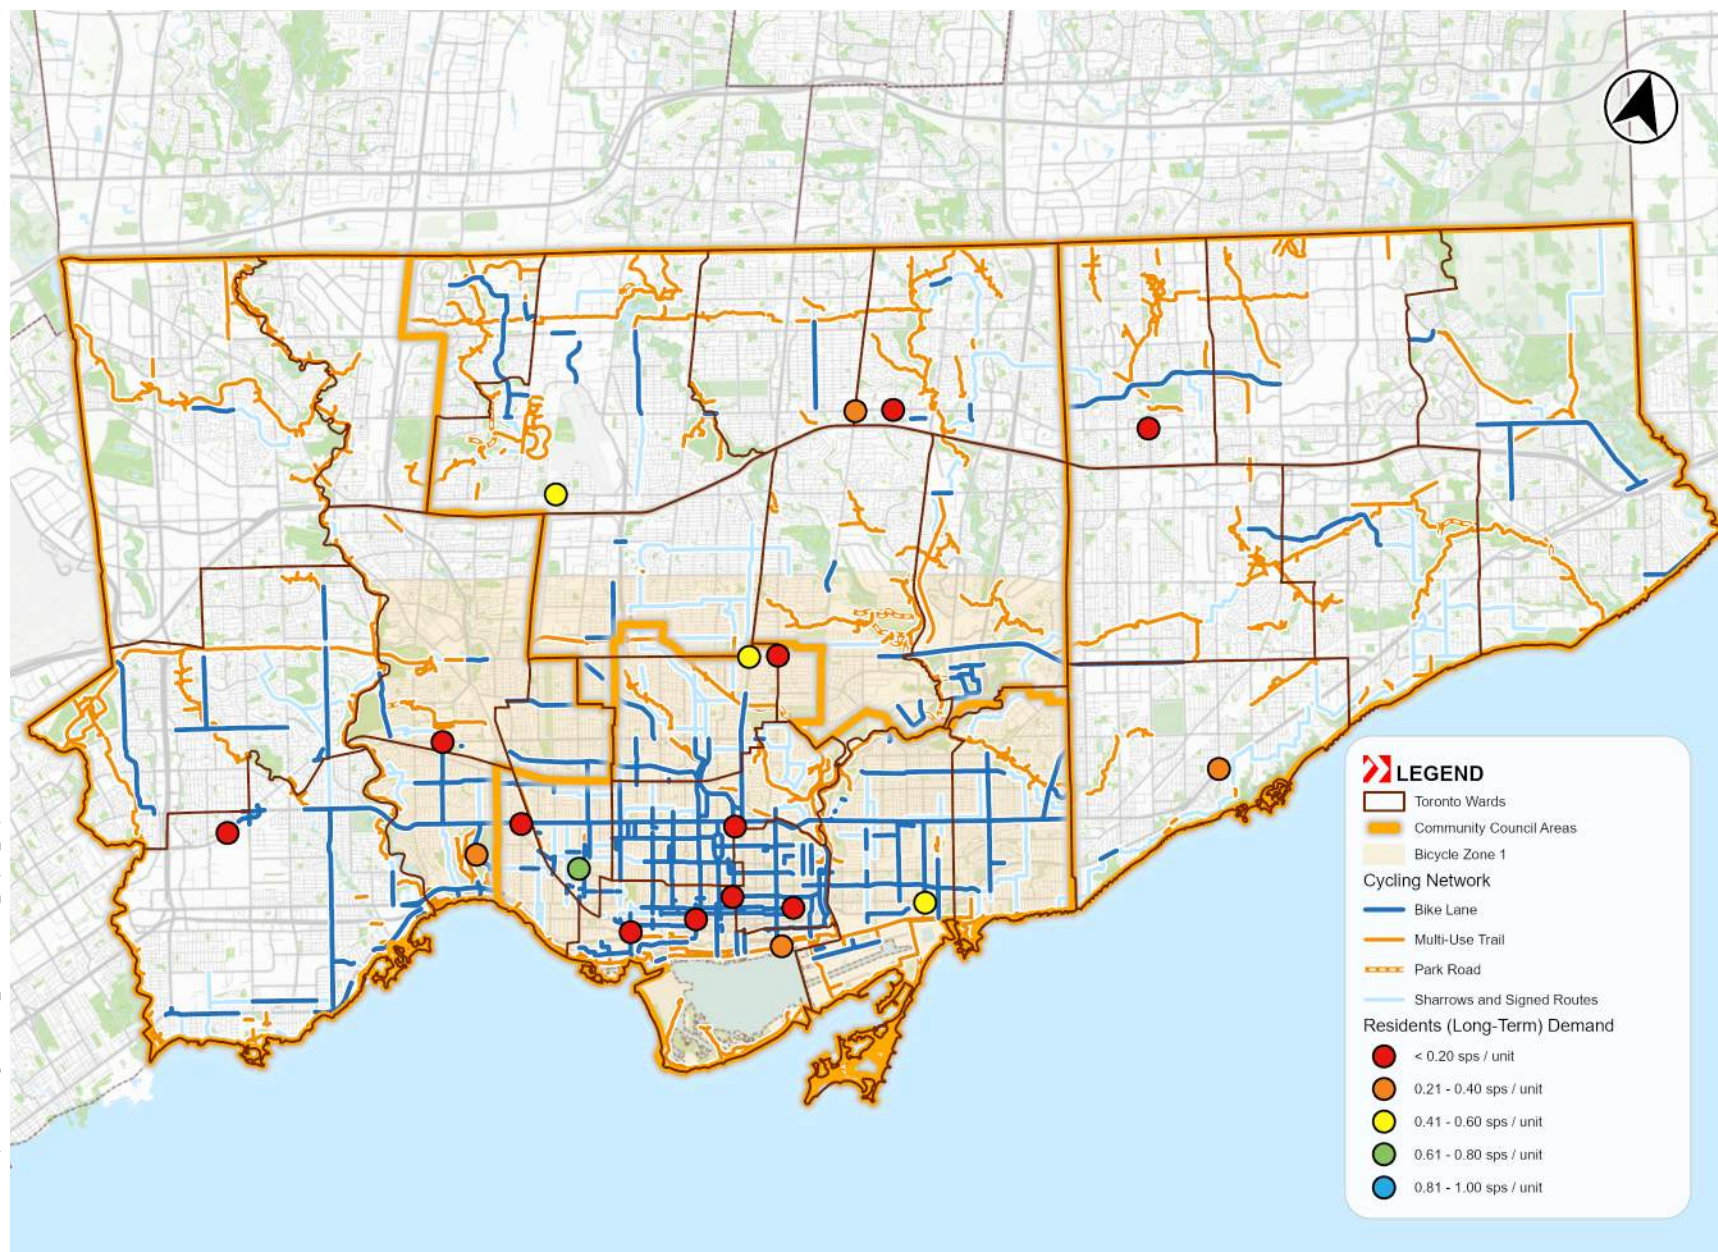 LEGEND
Toronto Wards
Community Council Areas
Bicycle Zone 1
Cycling Network
Bike Lane
Multi-Use Trail
Park Road
Sharrows and Signed Routes
Residents (Long-Term) Demand
< 0.20 sps / unit
0.21 - 0.40 sps / unit
0.41 - 0.60 sps / unit
0.61 - 0.80 sps / unit
0.81 - 1.00 sps / unit